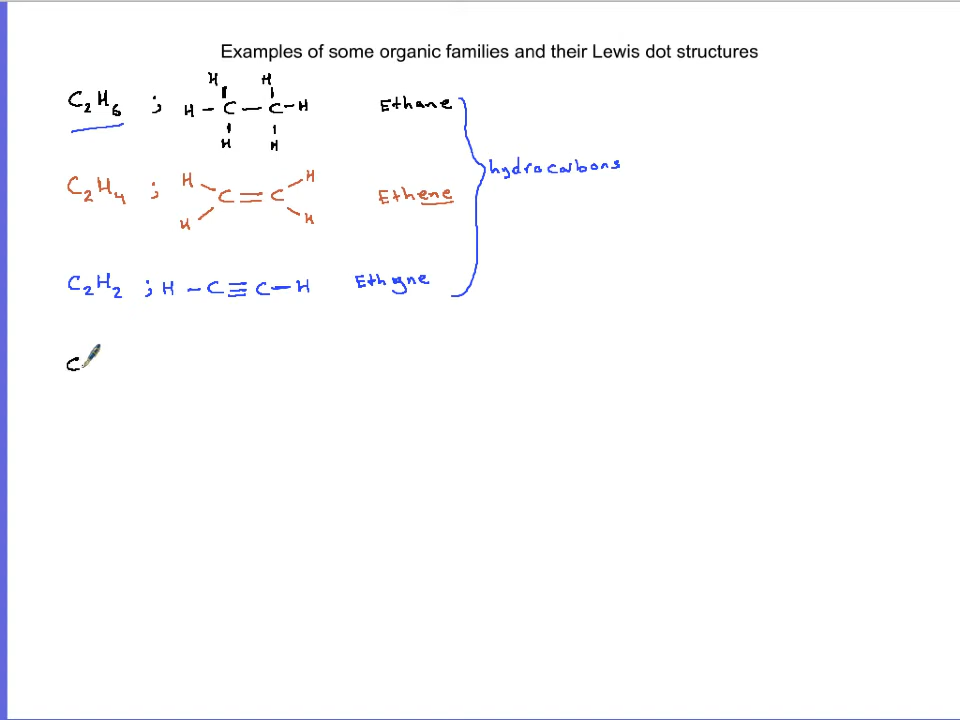 Examples of some organic families and their Lewis dot structures
H H
C₂H₆ ; H – C – C – H Ethane
H H
hydrocarbons
H H
C₂H₄ ; C = C Ethene
H H
C₂H₂ ; H – C ≡ C – H Ethyne
C